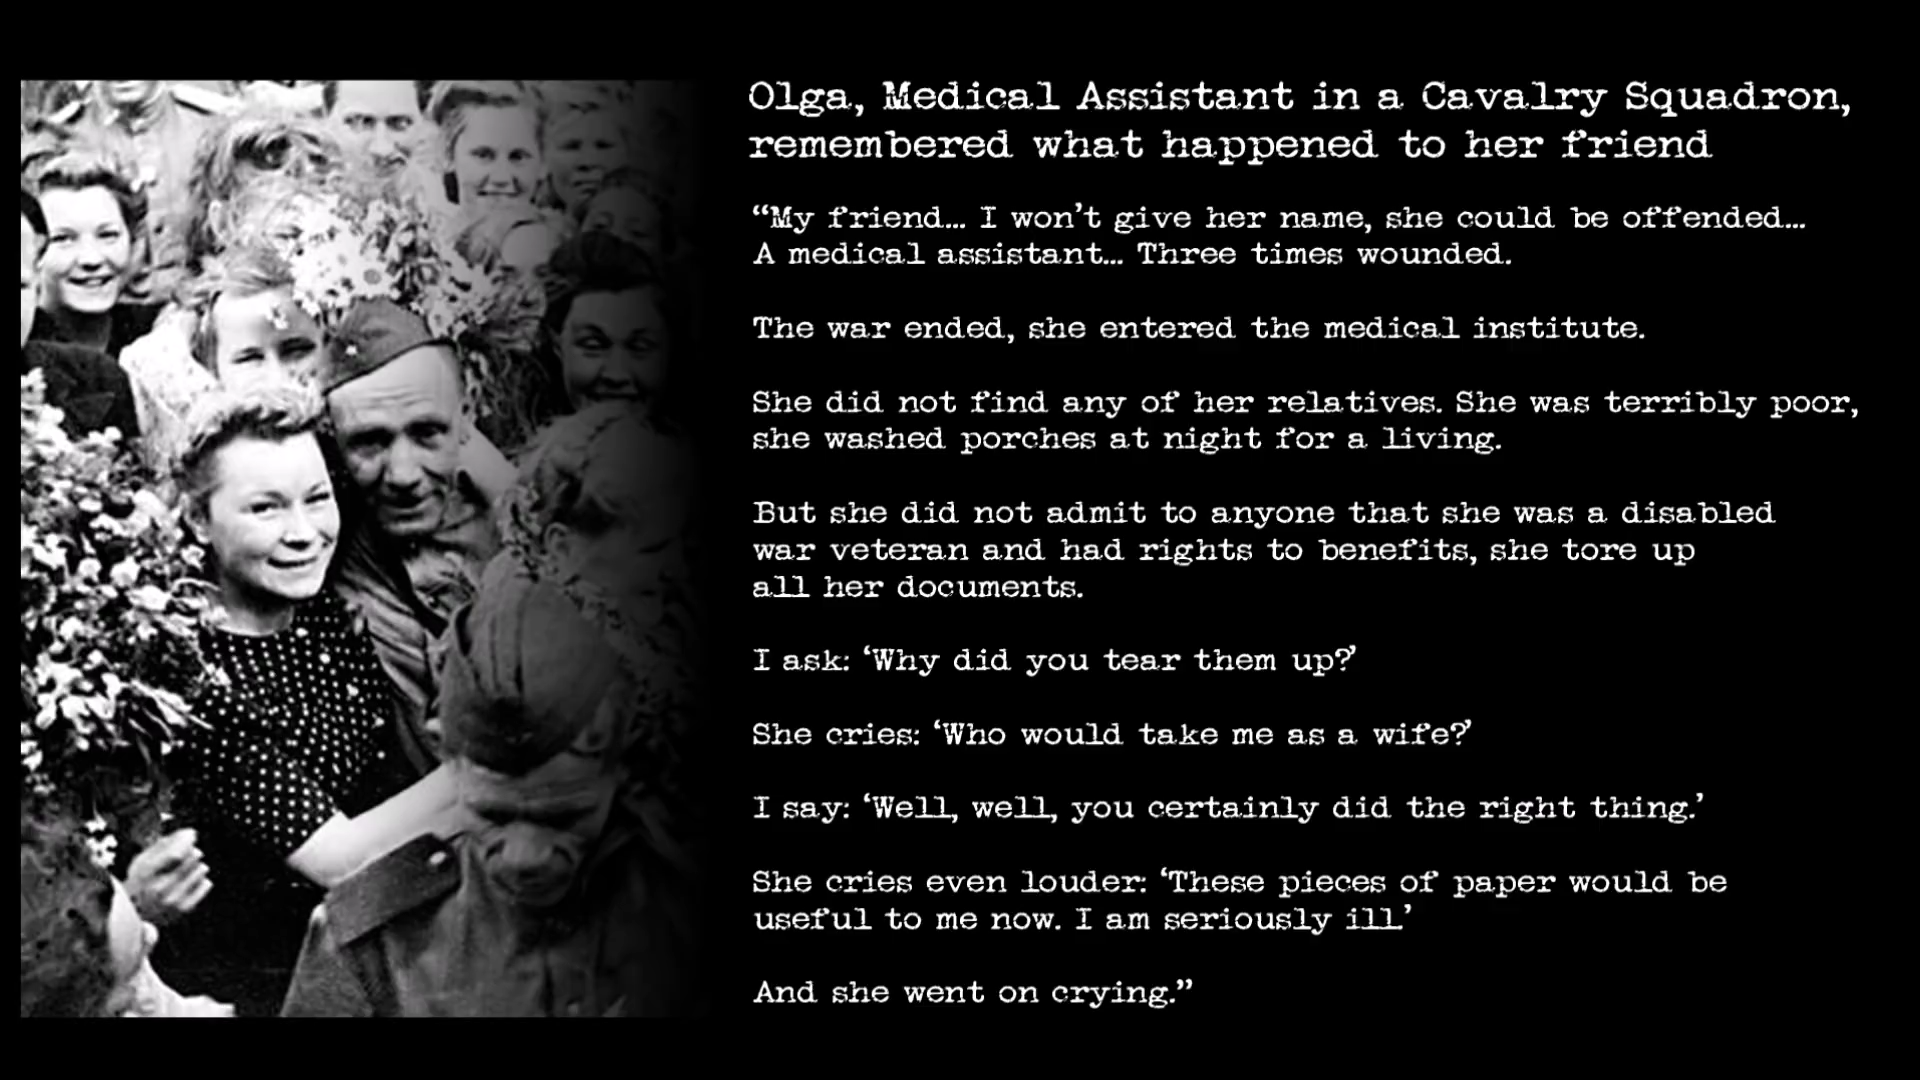 Olga, Medical Assistant in a Cavalry Squadron,
remembered what happened to her friend
“My friend... I won’t give her name, she could be offended...
A medical assistant... Three times wounded.
The war ended, she entered the medical institute.
She did not find any of her relatives. She was terribly poor,
she washed porches at night for a living.
But she did not admit to anyone that she was a disabled
war veteran and had rights to benefits, she tore up
all her documents.
I ask: ‘Why did you tear them up?’
She cries: ‘Who would take me as a wife?’
I say: ‘Well, well, you certainly did the right thing.’
She cries even louder: ‘These pieces of paper would be
useful to me now. I am seriously ill.’
And she went on crying.”